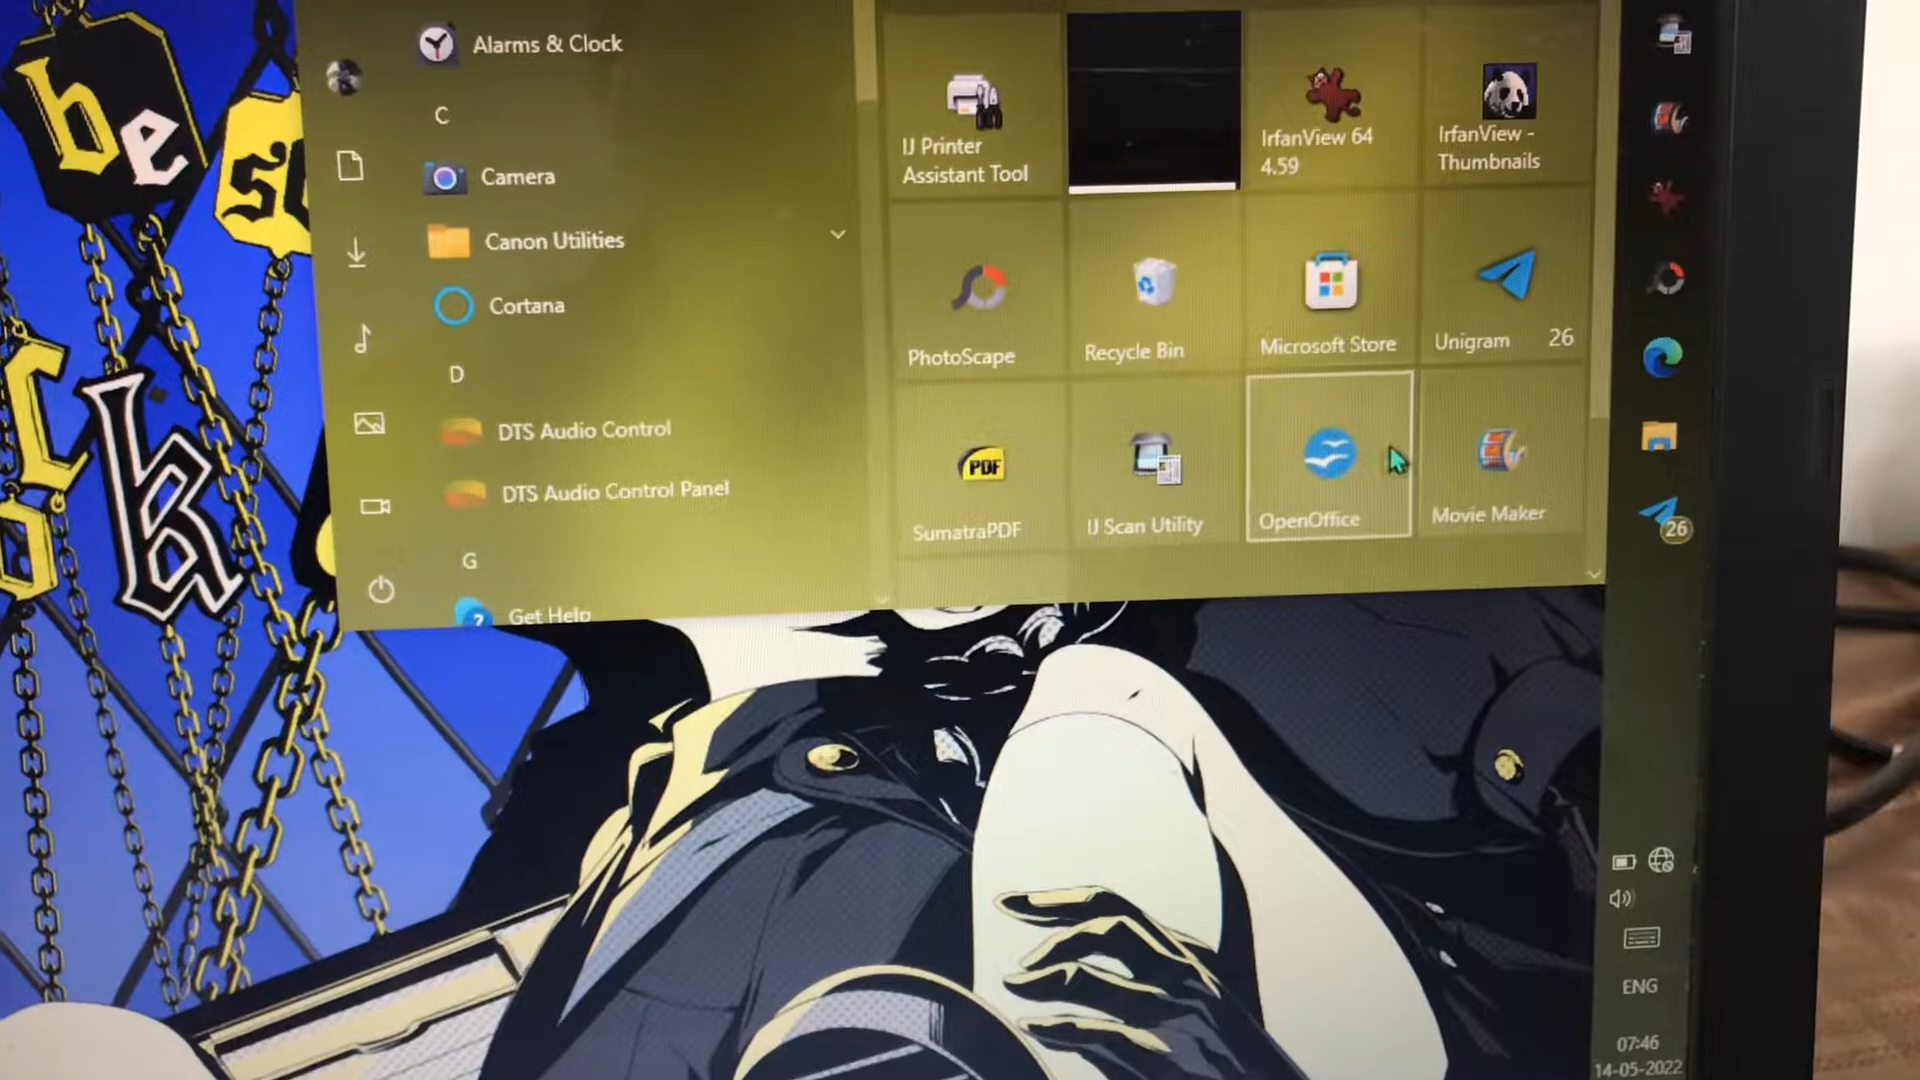 be
Alarms & Clock
C
Camera
Canon Utilities
Cortana
D
DTS Audio Control
DTS Audio Control Panel
G
Get Help
IJ Printer
Assistant Tool
IrfanView 64
4.59
IrfanView -
Thumbnails
PhotoScape
Recycle Bin
Microsoft Store
Unigram 26
PDF
SumatraPDF
IJ Scan Utility
OpenOffice
Movie Maker
26
ENG
07:46
14-05-2022